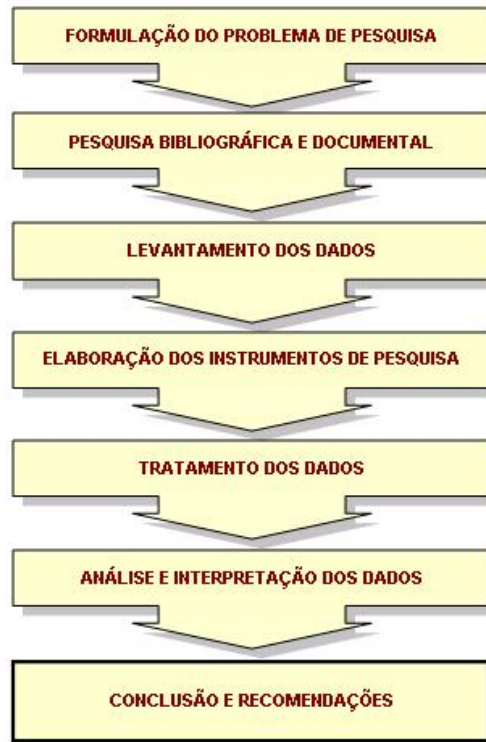 FORMULAÇÃO DO PROBLEMA DE PESQUISA
PESQUISA BIBLIOGRÁFICA E DOCUMENTAL
LEVANTAMENTO DOS DADOS
ELABORAÇÃO DOS INSTRUMENTOS DE PESQUISA
TRATAMENTO DOS DADOS
ANÁLISE E INTERPRETAÇÃO DOS DADOS
CONCLUSÃO E RECOMENDAÇÕES